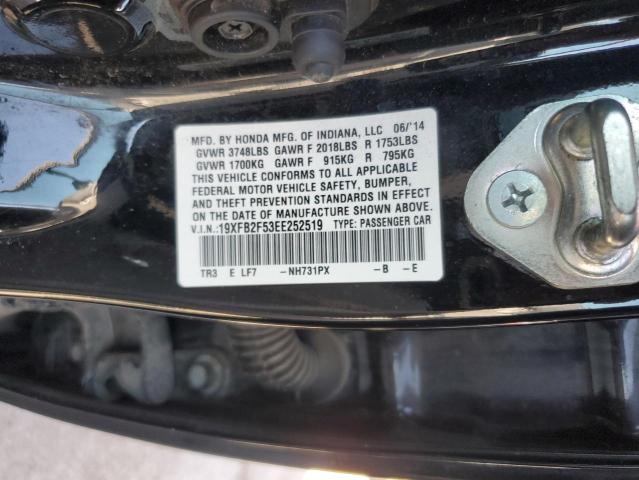 MFD. BY HONDA MFG. OF INDIANA, LLC 06/'14
GVWR 3748LBS GAWR F 2018LBS R 1753LBS
GVWR 1700KG GAWR F 915KG R 795KG
THIS VEHICLE CONFORMS TO ALL APPLICABLE
FEDERAL MOTOR VEHICLE SAFETY, BUMPER,
AND THEFT PREVENTION STANDARDS IN EFFECT
ON THE DATE OF MANUFACTURE SHOWN ABOVE.
V.I.N.:19XFB2F53EE252519 TYPE: PASSENGER CAR
TR3 E LF7 -NH731PX -B -E